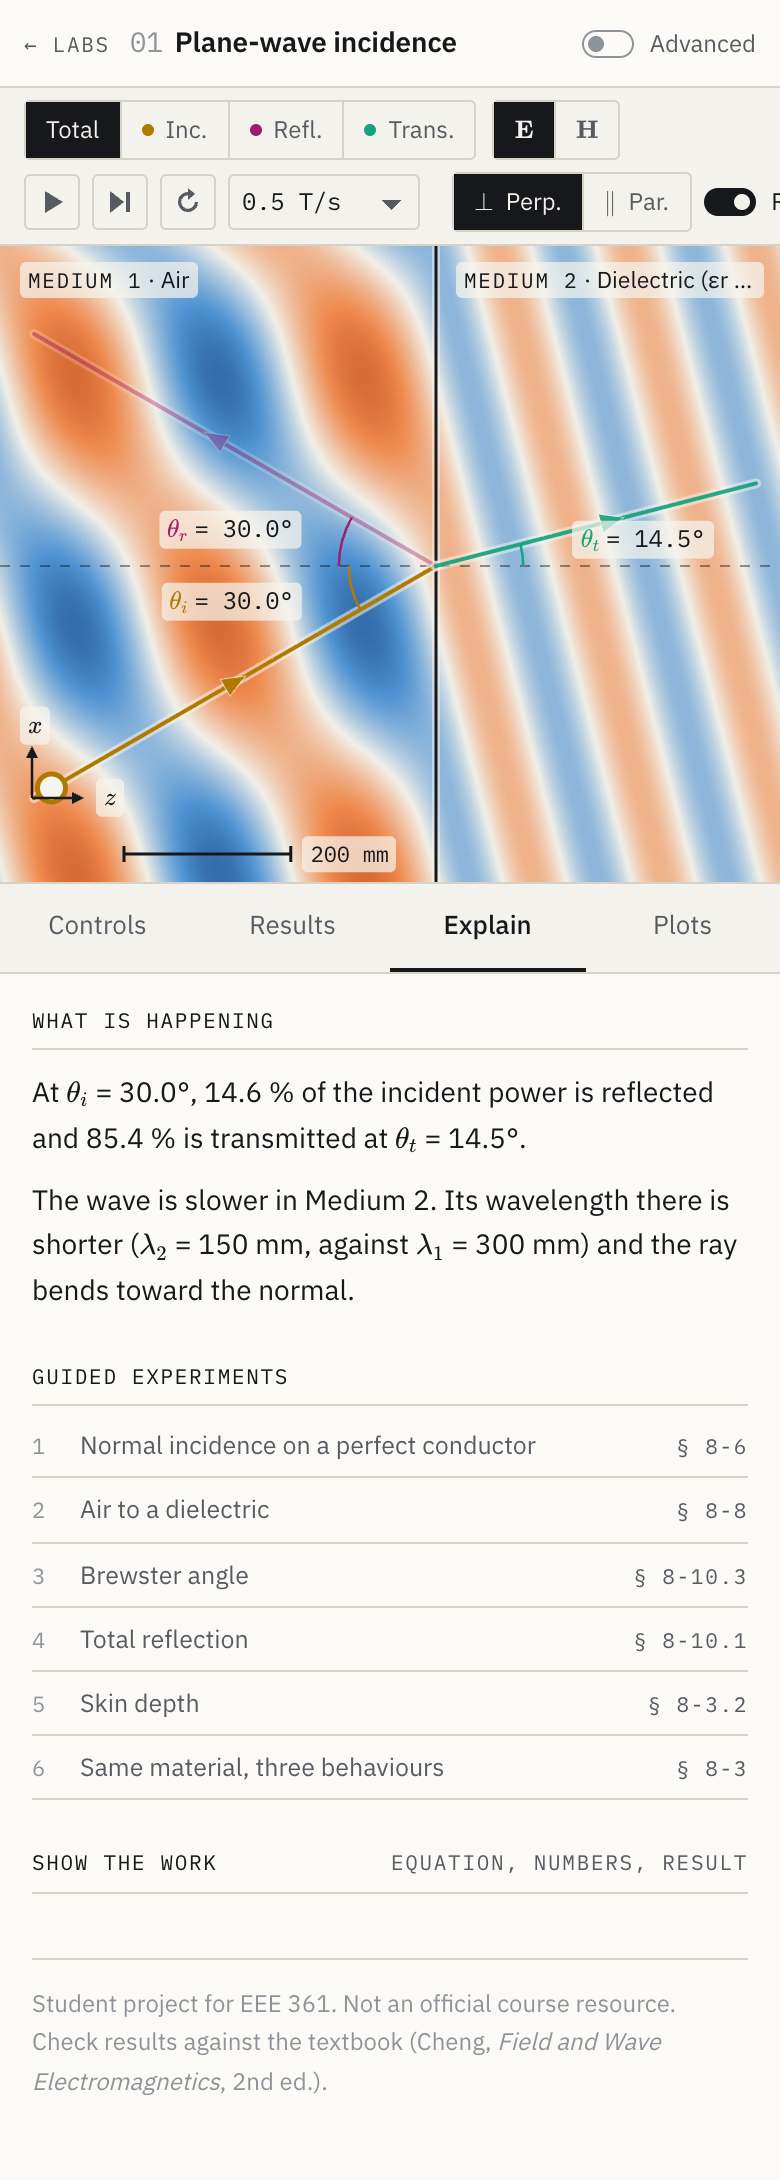 ← LABS 01 Plane-wave incidence Advanced
Total Inc. Refl. Trans. E H
0.5 T/s ⊥ Perp. ∥ Par.
MEDIUM 1 · Air MEDIUM 2 · Dielectric (εr ...
θr = 30.0°
θt = 14.5°
θi = 30.0°
x
z
200 mm
Controls Results Explain Plots
WHAT IS HAPPENING
At θi = 30.0°, 14.6 % of the incident power is reflected
and 85.4 % is transmitted at θt = 14.5°.
The wave is slower in Medium 2. Its wavelength there is
shorter (λ2 = 150 mm, against λ1 = 300 mm) and the ray
bends toward the normal.
GUIDED EXPERIMENTS
1 Normal incidence on a perfect conductor § 8-6
2 Air to a dielectric § 8-8
3 Brewster angle § 8-10.3
4 Total reflection § 8-10.1
5 Skin depth § 8-3.2
6 Same material, three behaviours § 8-3
SHOW THE WORK EQUATION, NUMBERS, RESULT
Student project for EEE 361. Not an official course resource.
Check results against the textbook (Cheng, Field and Wave
Electromagnetics, 2nd ed.).